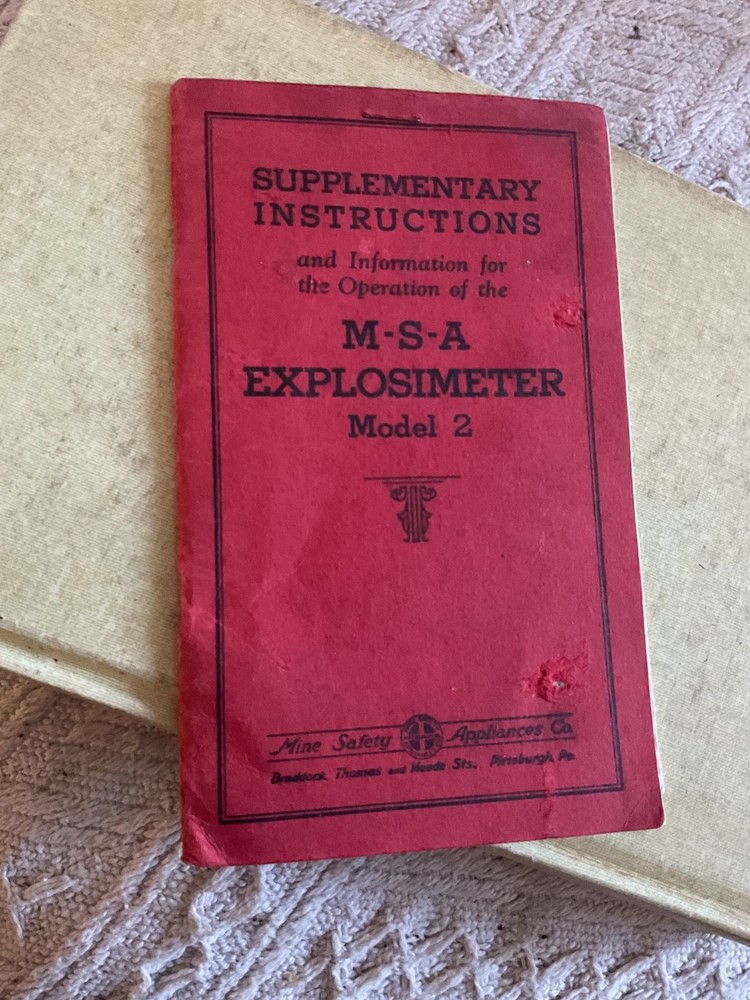 SUPPLEMENTARY
INSTRUCTIONS
and Information for
the Operation of the
M-S-A
EXPLOSIMETER
Model 2
Mine Safety Appliances Co.
Braddock, Thomas and Meade Sts., Pittsburgh, Pa.